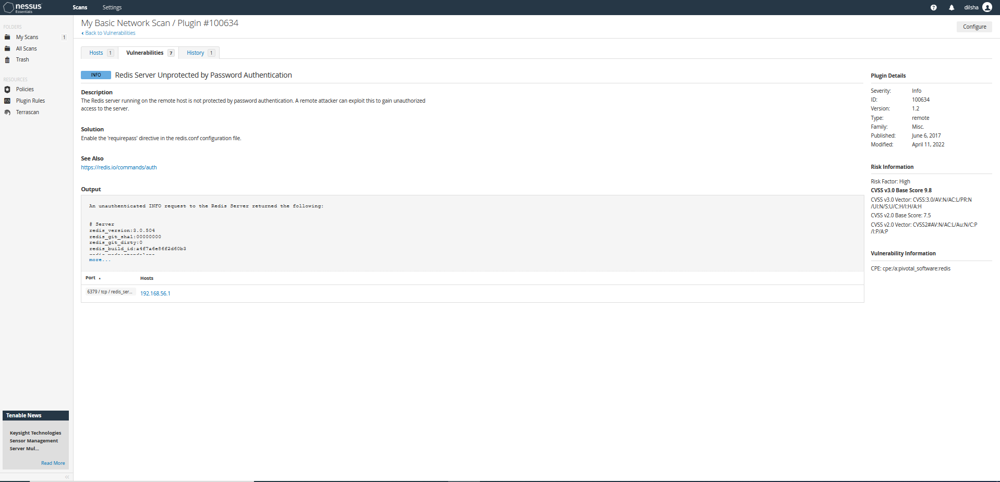 nessus
Essentials
Scans
Settings
dilsha
FOLDERS
My Scans 1
All Scans
Trash
RESOURCES
Policies
Plugin Rules
Terrascan
My Basic Network Scan / Plugin #100634
‹ Back to Vulnerabilities
Configure
Hosts 1
Vulnerabilities 7
History 1
INFO Redis Server Unprotected by Password Authentication
Description
The Redis server running on the remote host is not protected by password authentication. A remote attacker can exploit this to gain unauthorized
access to the server.
Solution
Enable the 'requirepass' directive in the redis.conf configuration file.
See Also
https://redis.io/commands/auth
Output
An unauthenticated INFO request to the Redis Server returned the following:
# Server
redis_version:3.0.504
redis_git_sha1:00000000
redis_git_dirty:0
redis_build_id:a4f7a6e86f2d60b3
more...
Port Hosts
6379 / tcp / redis_ser... 192.168.56.1
Plugin Details
Severity: Info
ID: 100634
Version: 1.2
Type: remote
Family: Misc.
Published: June 6, 2017
Modified: April 11, 2022
Risk Information
Risk Factor: High
CVSS v3.0 Base Score 9.8
CVSS v3.0 Vector: CVSS:3.0/AV:N/AC:L/PR:N
/UI:N/S:U/C:H/I:H/A:H
CVSS v2.0 Base Score: 7.5
CVSS v2.0 Vector: CVSS2#AV:N/AC:L/Au:N/C:P
/I:P/A:P
Vulnerability Information
CPE: cpe:/a:pivotal_software:redis
Tenable News
Keysight Technologies
Sensor Management
Server Mul...
Read More